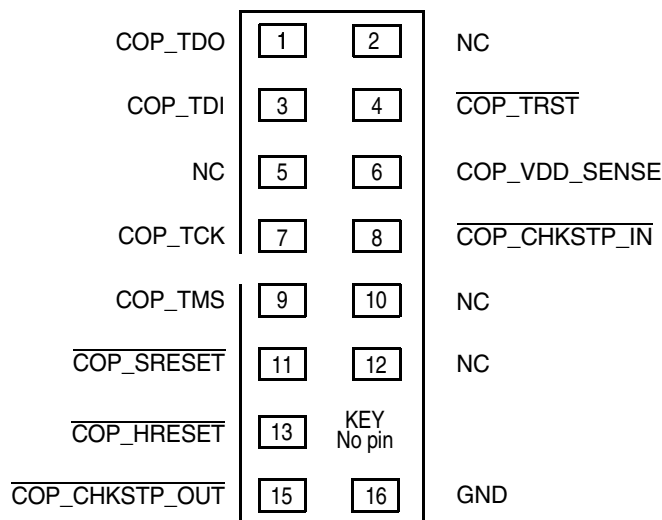 COP_TDO 1 2 NC
COP_TDI 3 4 COP_TRST
NC 5 6 COP_VDD_SENSE
COP_TCK 7 8 COP_CHKSTP_IN
COP_TMS 9 10 NC
COP_SRESET 11 12 NC
COP_HRESET 13 KEY
No pin
COP_CHKSTP_OUT 15 16 GND